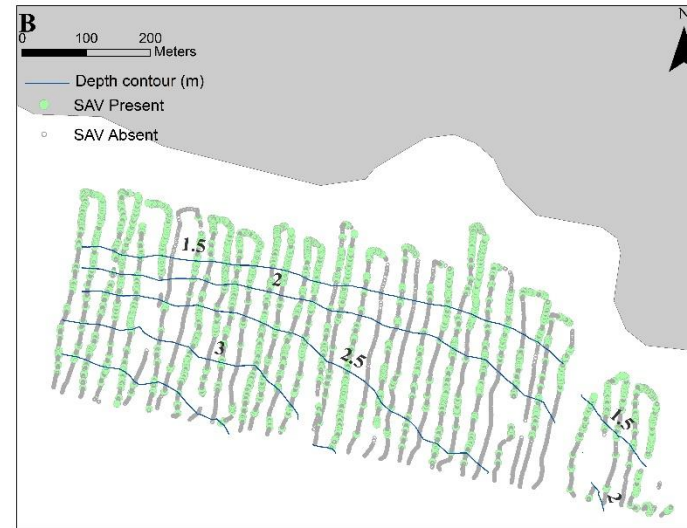 B
N
0 100 200
Meters
Depth contour (m)
SAV Present
SAV Absent
1.5
2
2.5
3
1.5
2